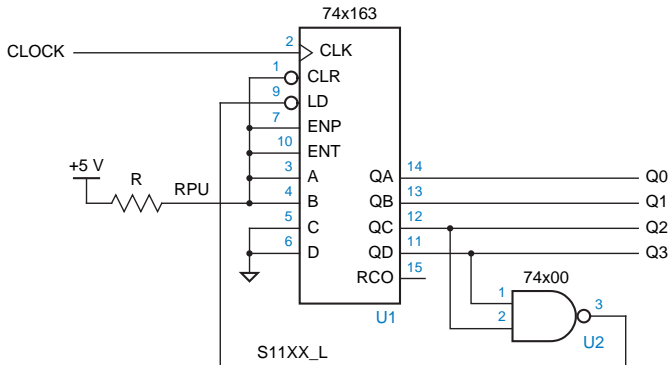 74x163
CLOCK
2
CLK
1
CLR
9
LD
7
ENP
10
ENT
3
A
QA
14
Q0
+5 V
R
RPU
4
B
QB
13
Q1
5
C
QC
12
Q2
6
D
QD
11
Q3
RCO
15
74x00
1
2
3
U1
U2
S11XX_L